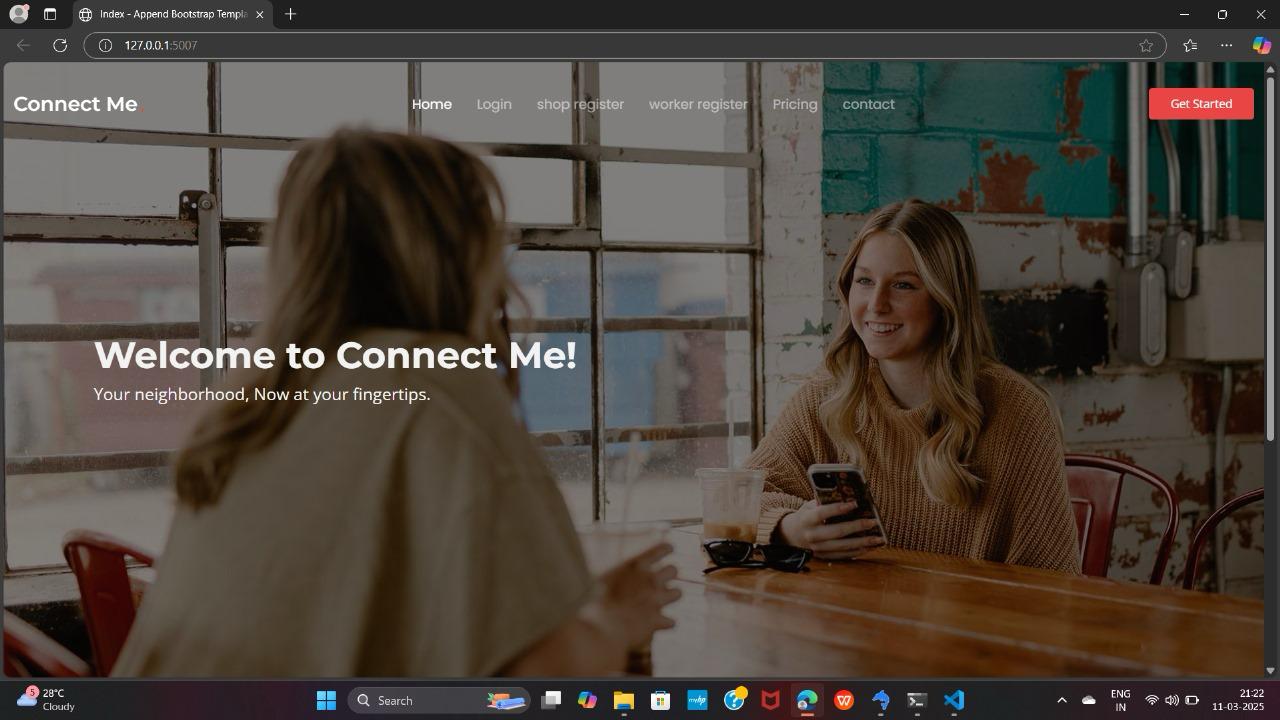 Index - Append Bootstrap Templa
127.0.0.1:5007
Connect Me.
Home Login shop register worker register Pricing contact
Get Started
Welcome to Connect Me!
Your neighborhood, Now at your fingertips.
5
28°C
Cloudy
Search
myhp
ENG
IN
21:22
11-03-2025